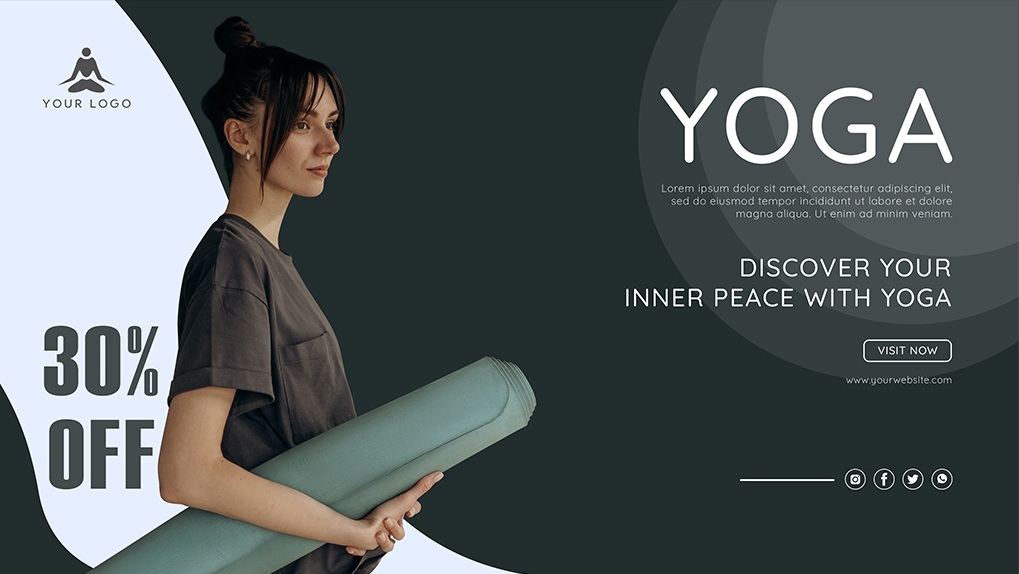 YOUR LOGO
YOGA
Lorem ipsum dolor sit amet, consectetur adipiscing elit,
sed do eiusmod tempor incididunt ut labore et dolore
magna aliqua. Ut enim ad minim veniam.
DISCOVER YOUR
INNER PEACE WITH YOGA
30%
OFF
VISIT NOW
www.yourwebsite.com